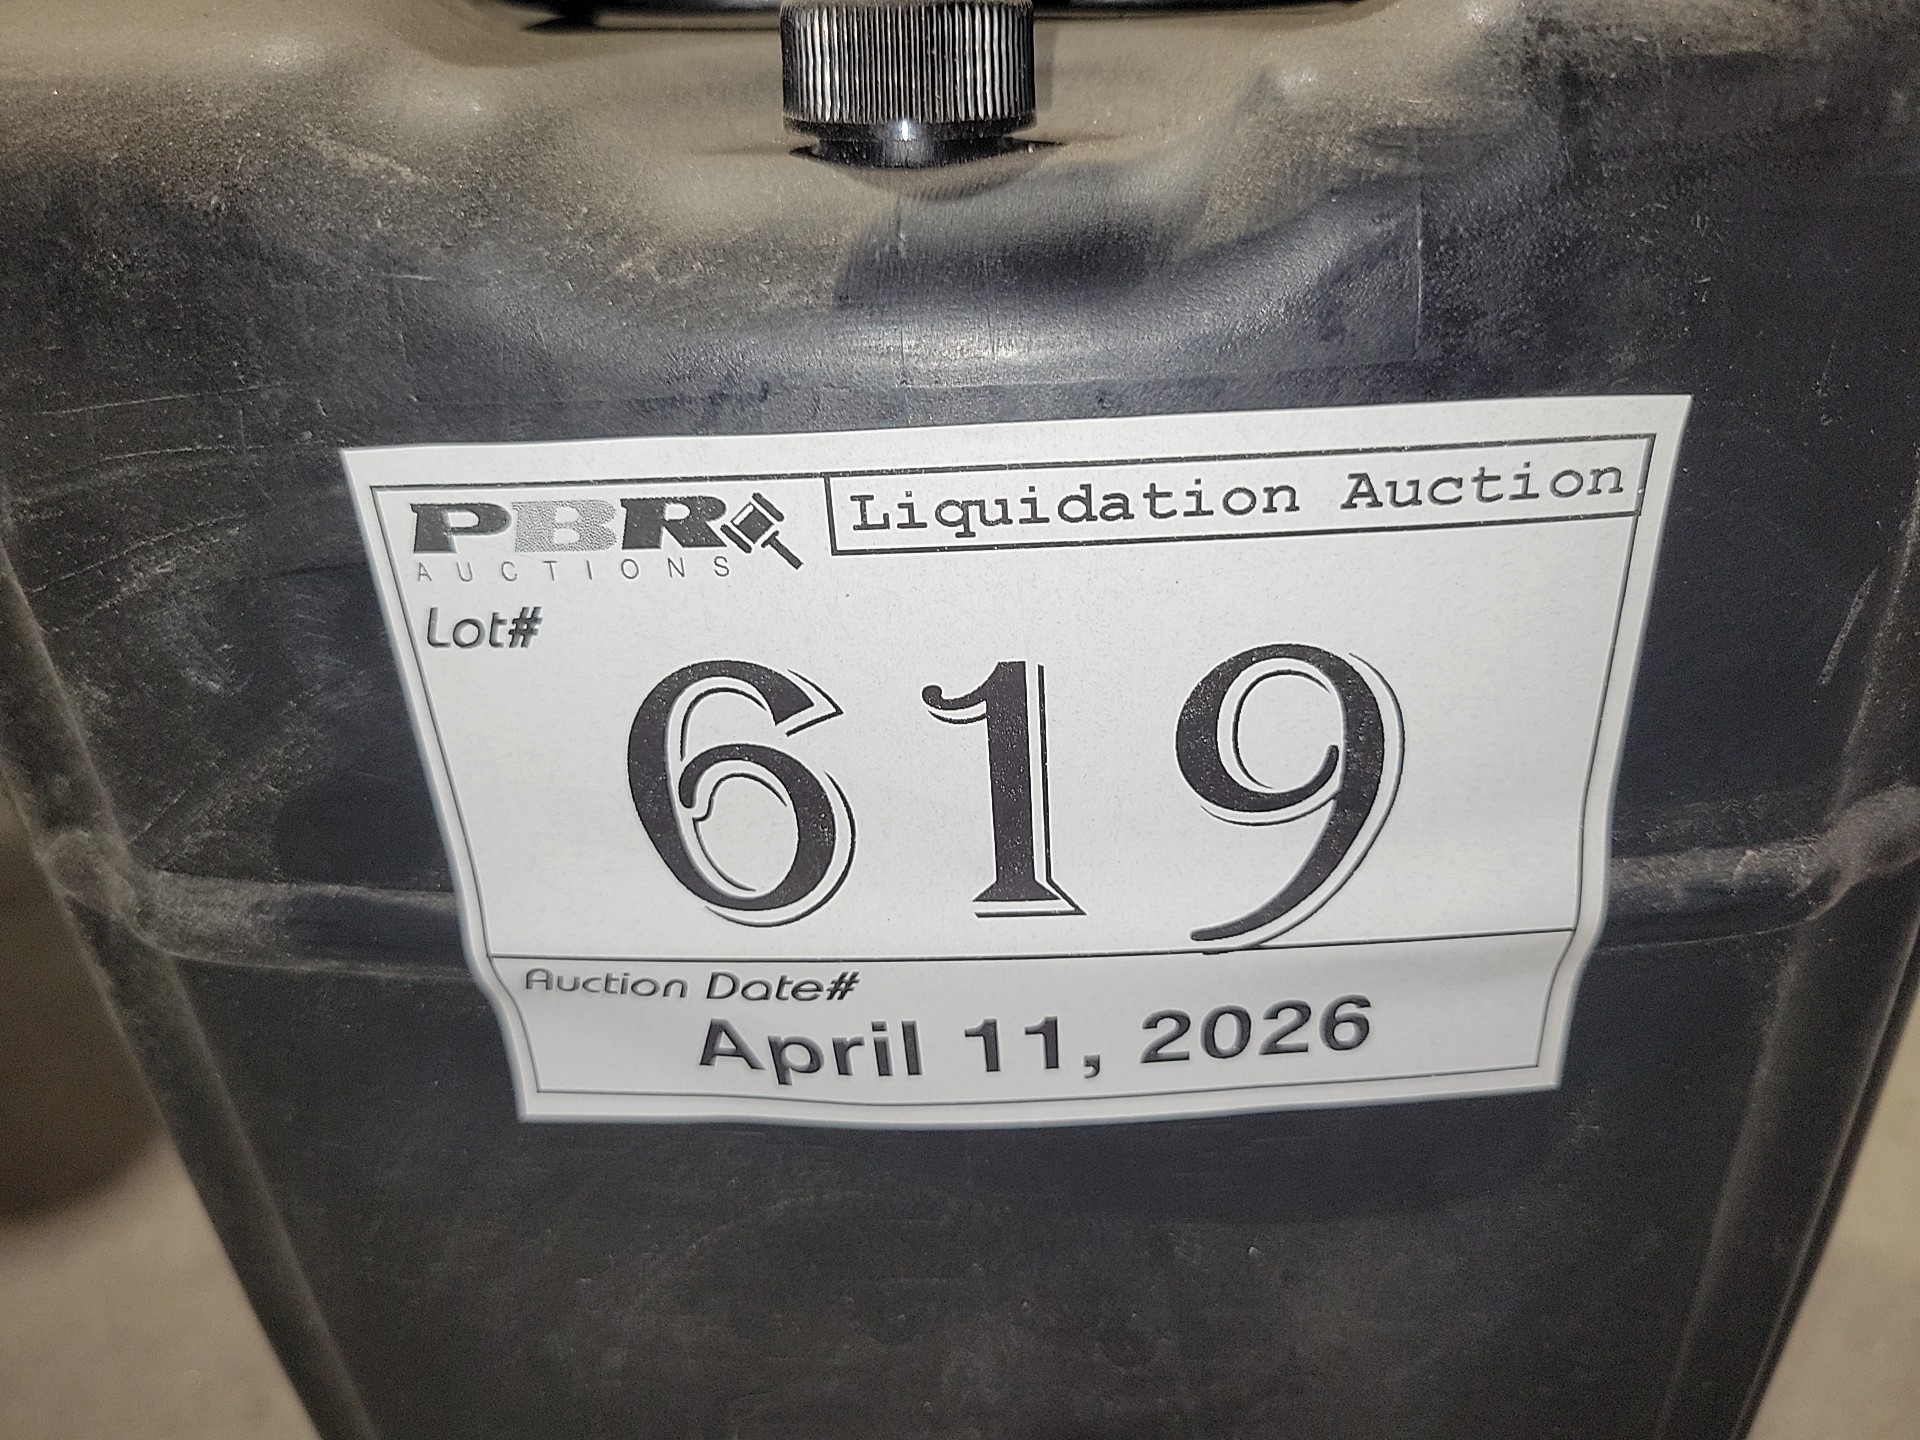 PBR
AUCTIONS
Liquidation Auction
Lot#
619
Auction Date#
April 11, 2026